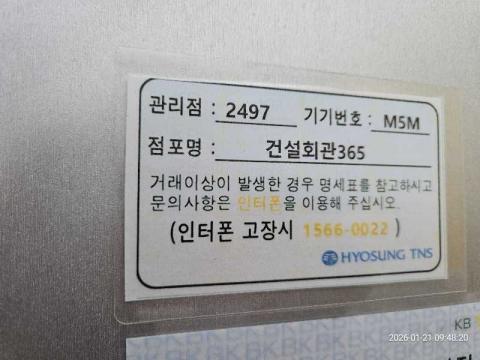 관리점 : 2497 기기번호 : M5M
점포명 : 건설회관365
거래이상이 발생한 경우 명세표를 참고하시고
문의사항은 인터폰을 이용해 주십시오.
(인터폰 고장시 1566-0022 )
HYOSUNG TNS
KB
2026-01-21 09:48:20